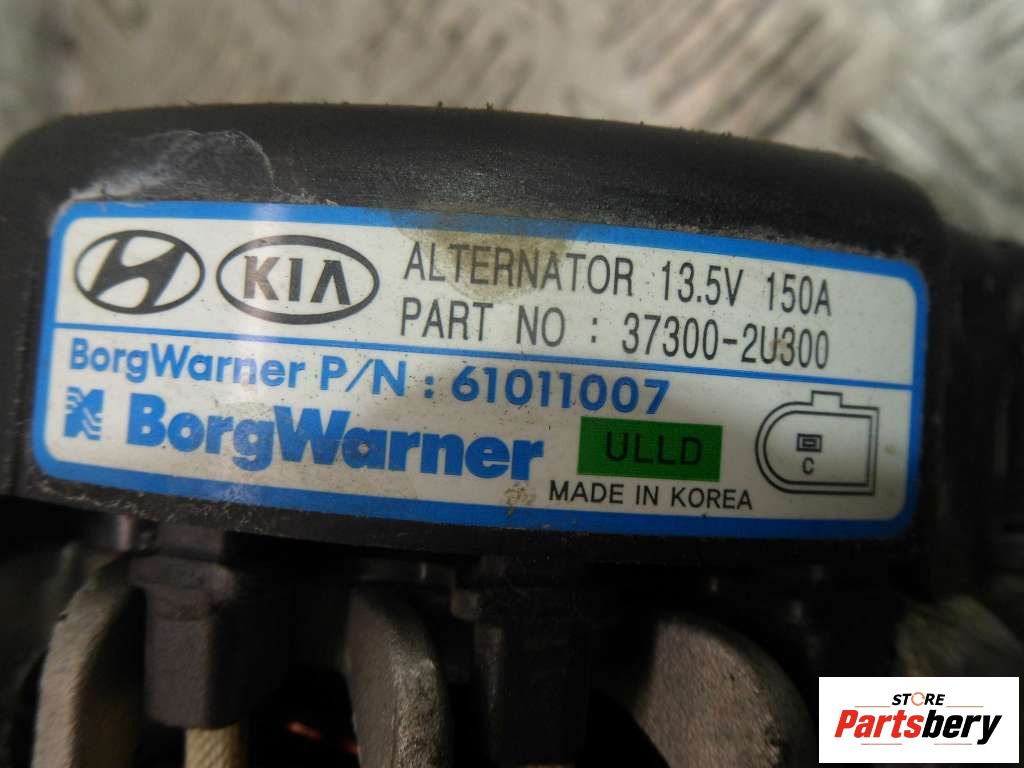 KIA
ALTERNATOR 13.5V 150A
PART NO : 37300-2U300
BorgWarner P/N : 61011007
BorgWarner
ULLD
C
MADE IN KOREA
STORE
Partsbery